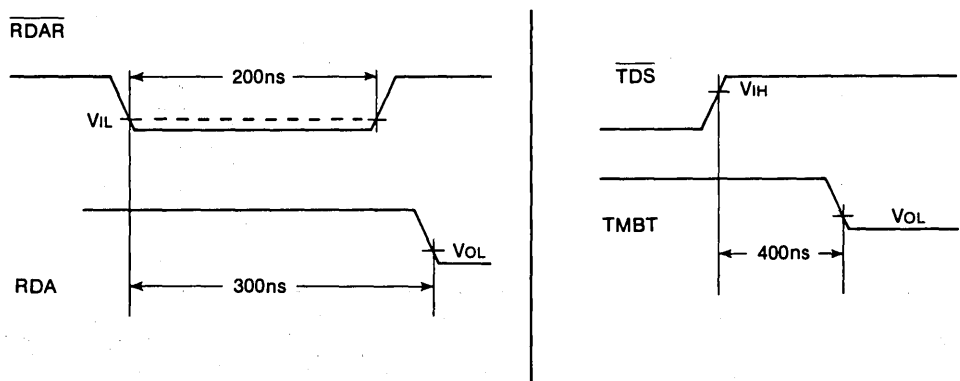 RDAR
200ns
VIL
VOL
RDA
300ns
TDS
VIH
TMBT
VOL
400ns